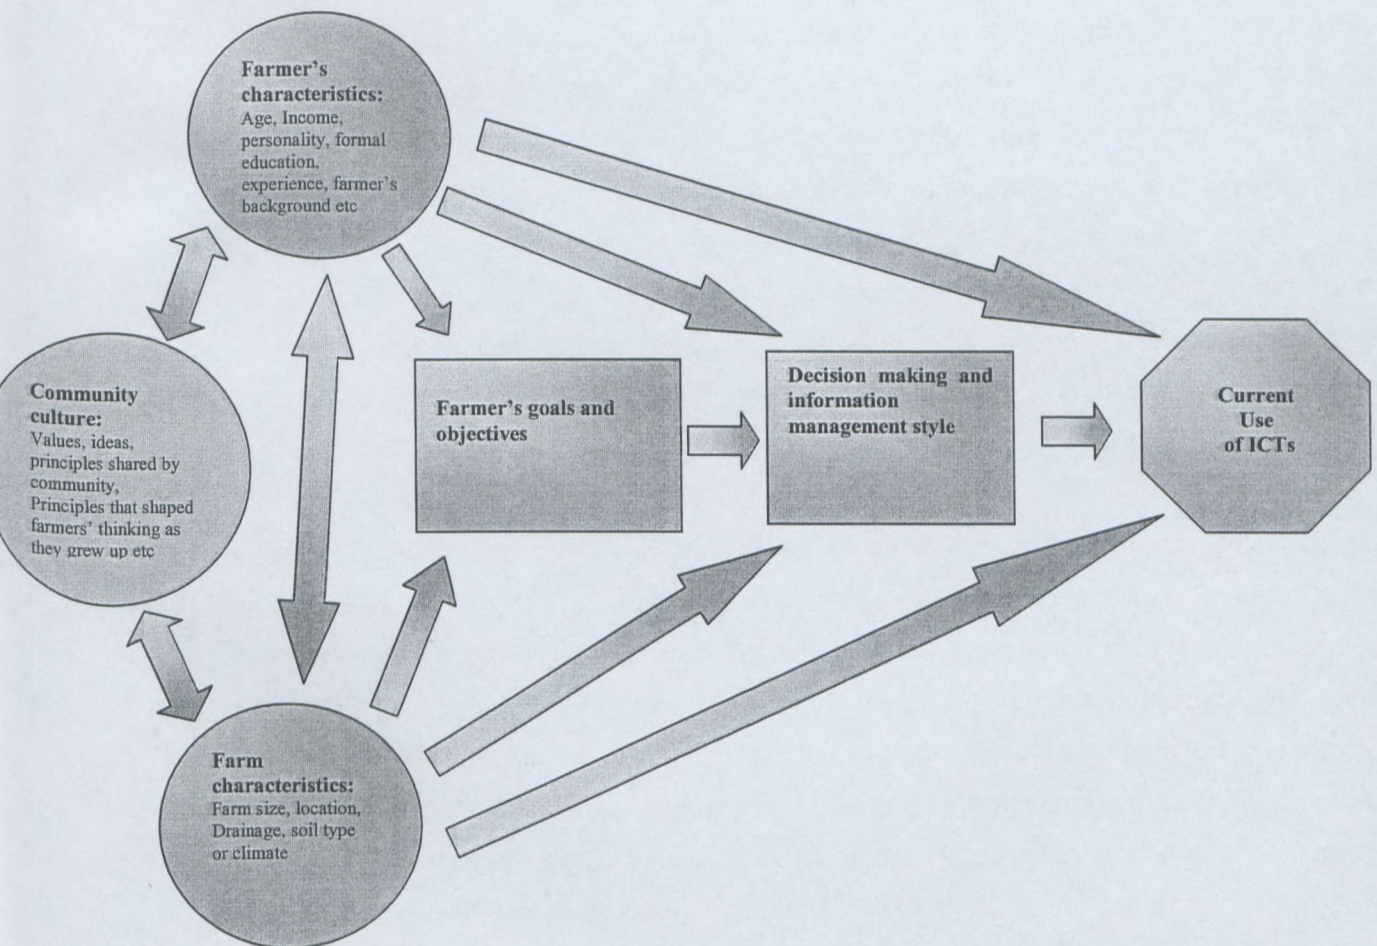 Farmer's
characteristics:
Age, Income,
personality, formal
education,
experience, farmer's
background etc
Community
culture:
Values, ideas,
principles shared by
community,
Principles that shaped
farmers' thinking as
they grew up etc
Farmer's goals and
objectives
Decision making and
information
management style
Current
Use
of ICTs
Farm
characteristics:
Farm size, location,
Drainage, soil type
or climate